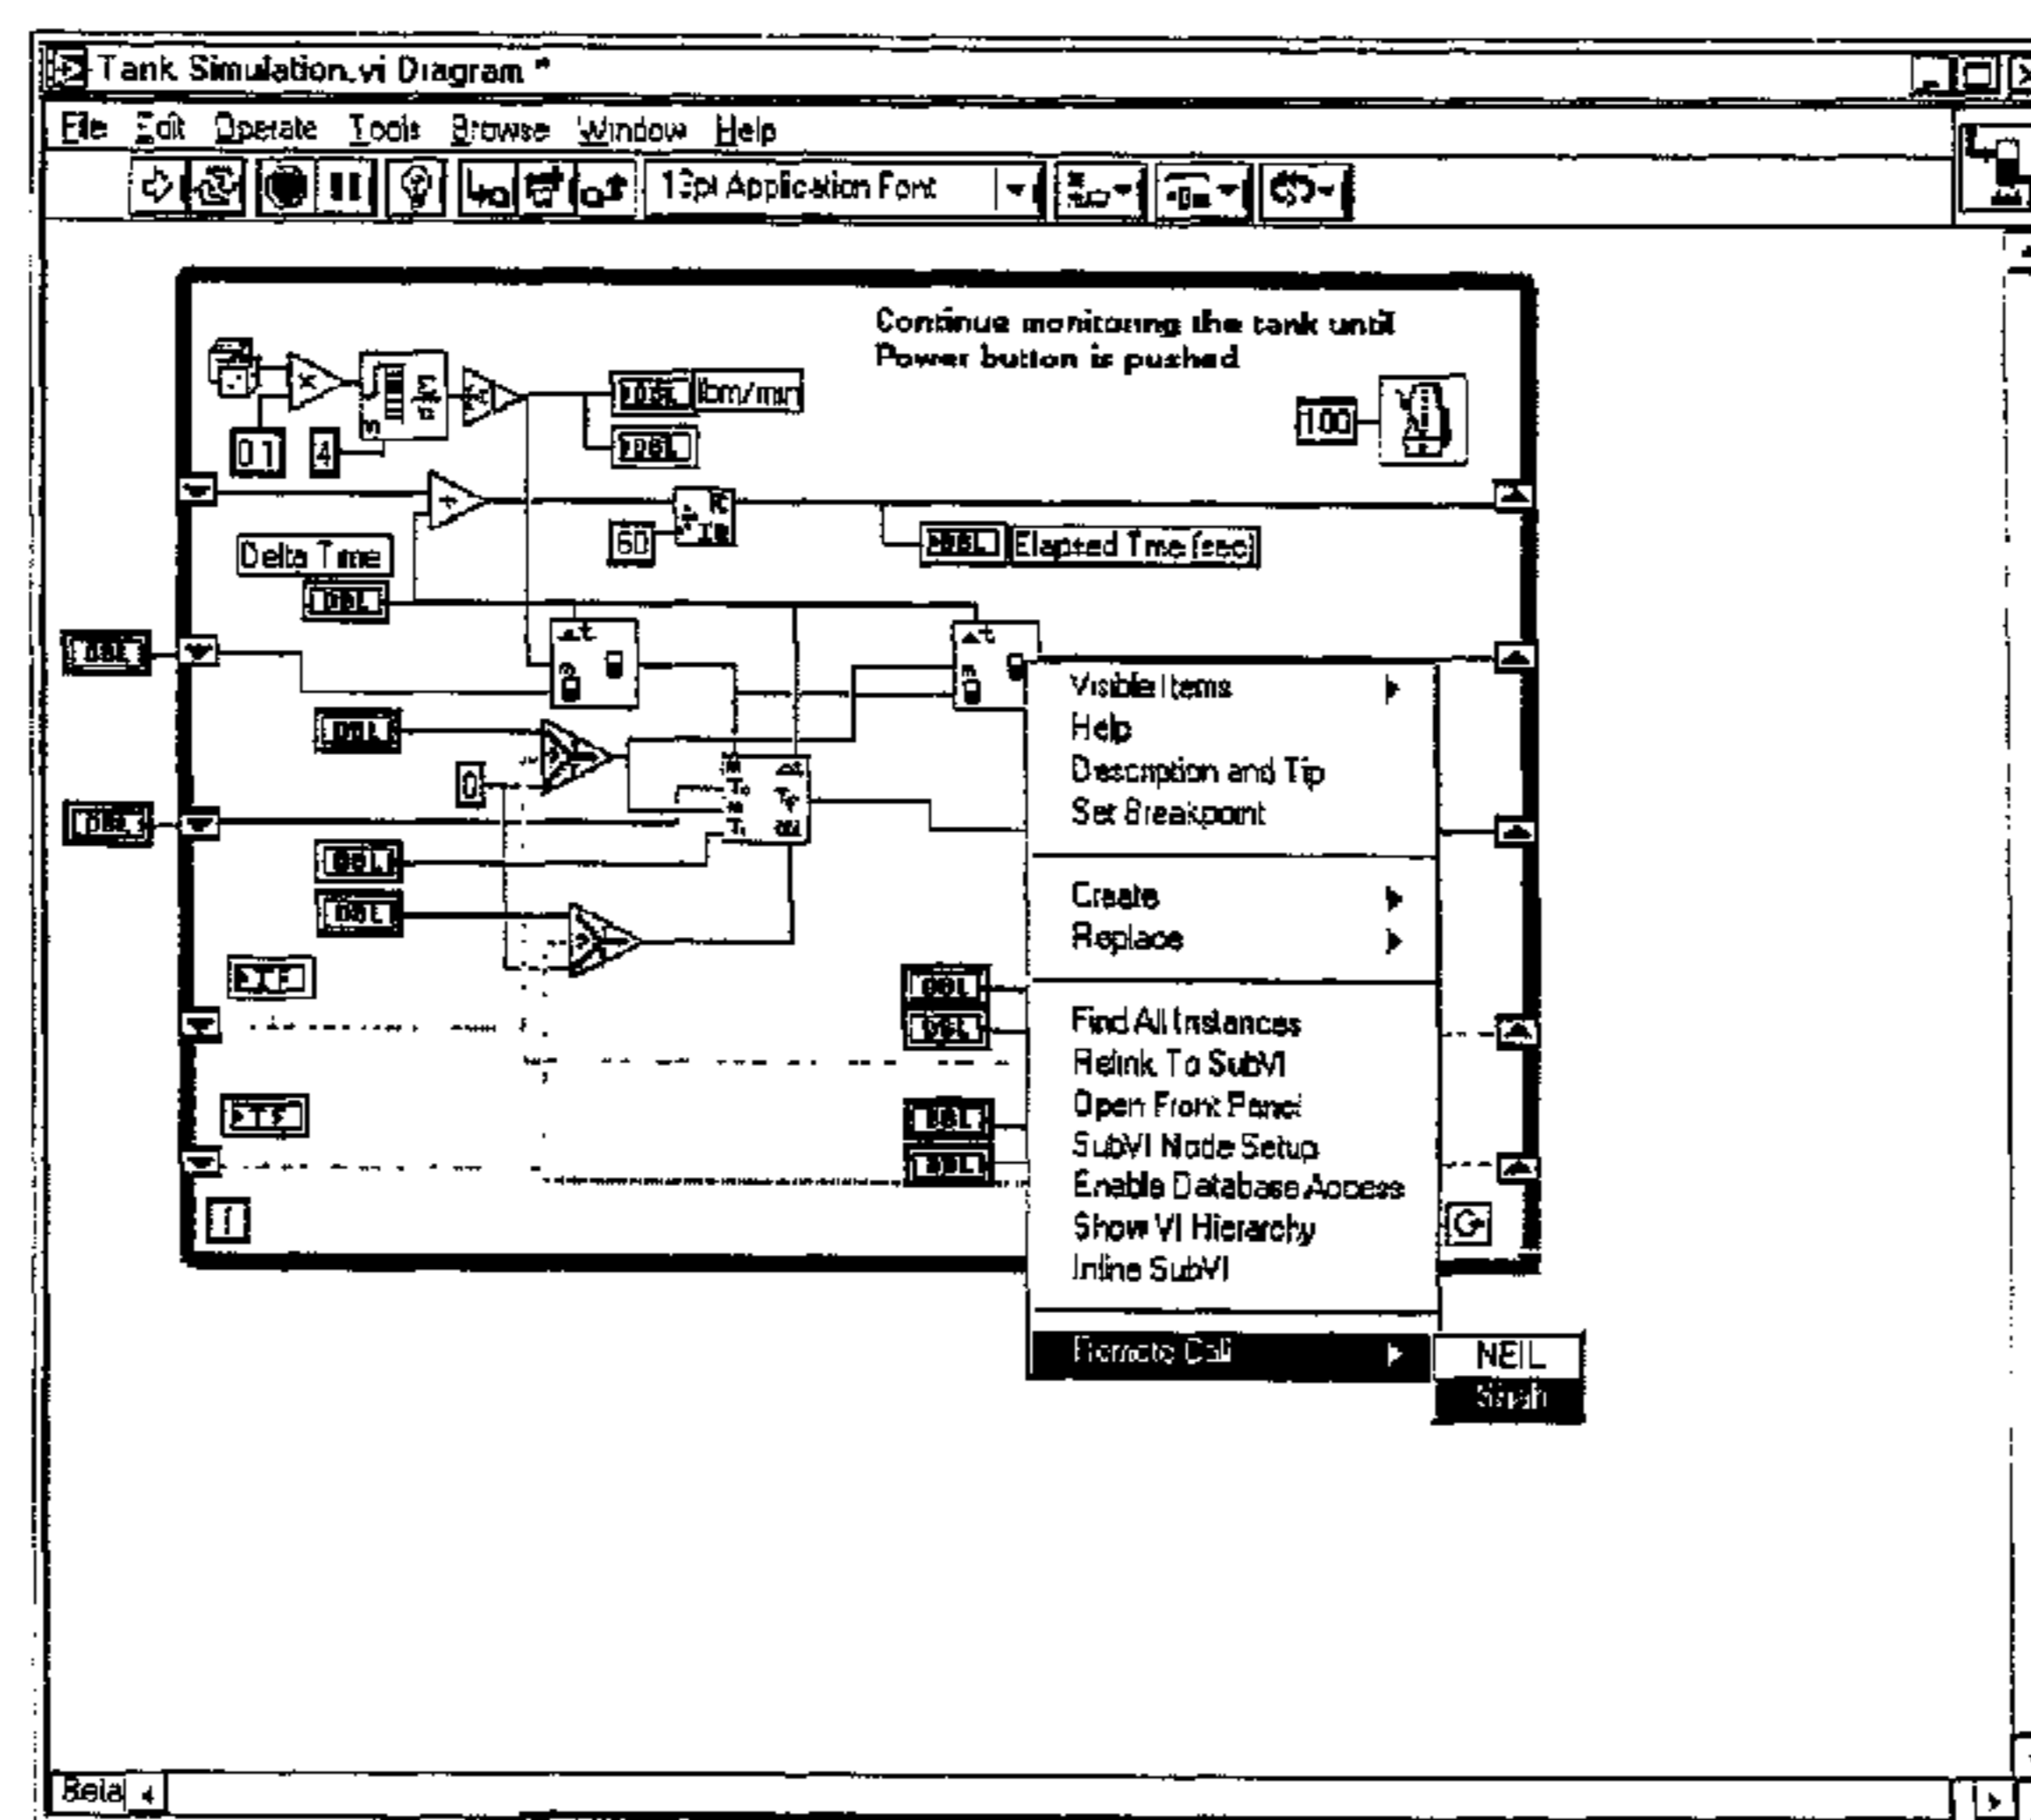 Tank Simulation.vi Diagram *
File Edit Operate Tools Browse Window Help
13pt Application Font
Continue monitoring the tank until
Power button is pushed
DBL lbm/min
0.1 4
DBL
100
60
DBL Elapsed Time (sec)
Delta Time
DBL
Δt
Δt
DBL
DBL
0
DBL
DBL
DBL
TF
DBL
DBL
TF
DBL
DBL
i
Visible Items
Help
Description and Tip
Set Breakpoint
Create
Replace
Find All Instances
Relink To SubVI
Open Front Panel
SubVI Node Setup
Enable Database Access
Show VI Hierarchy
Inline SubVI
Remote Call
NEIL